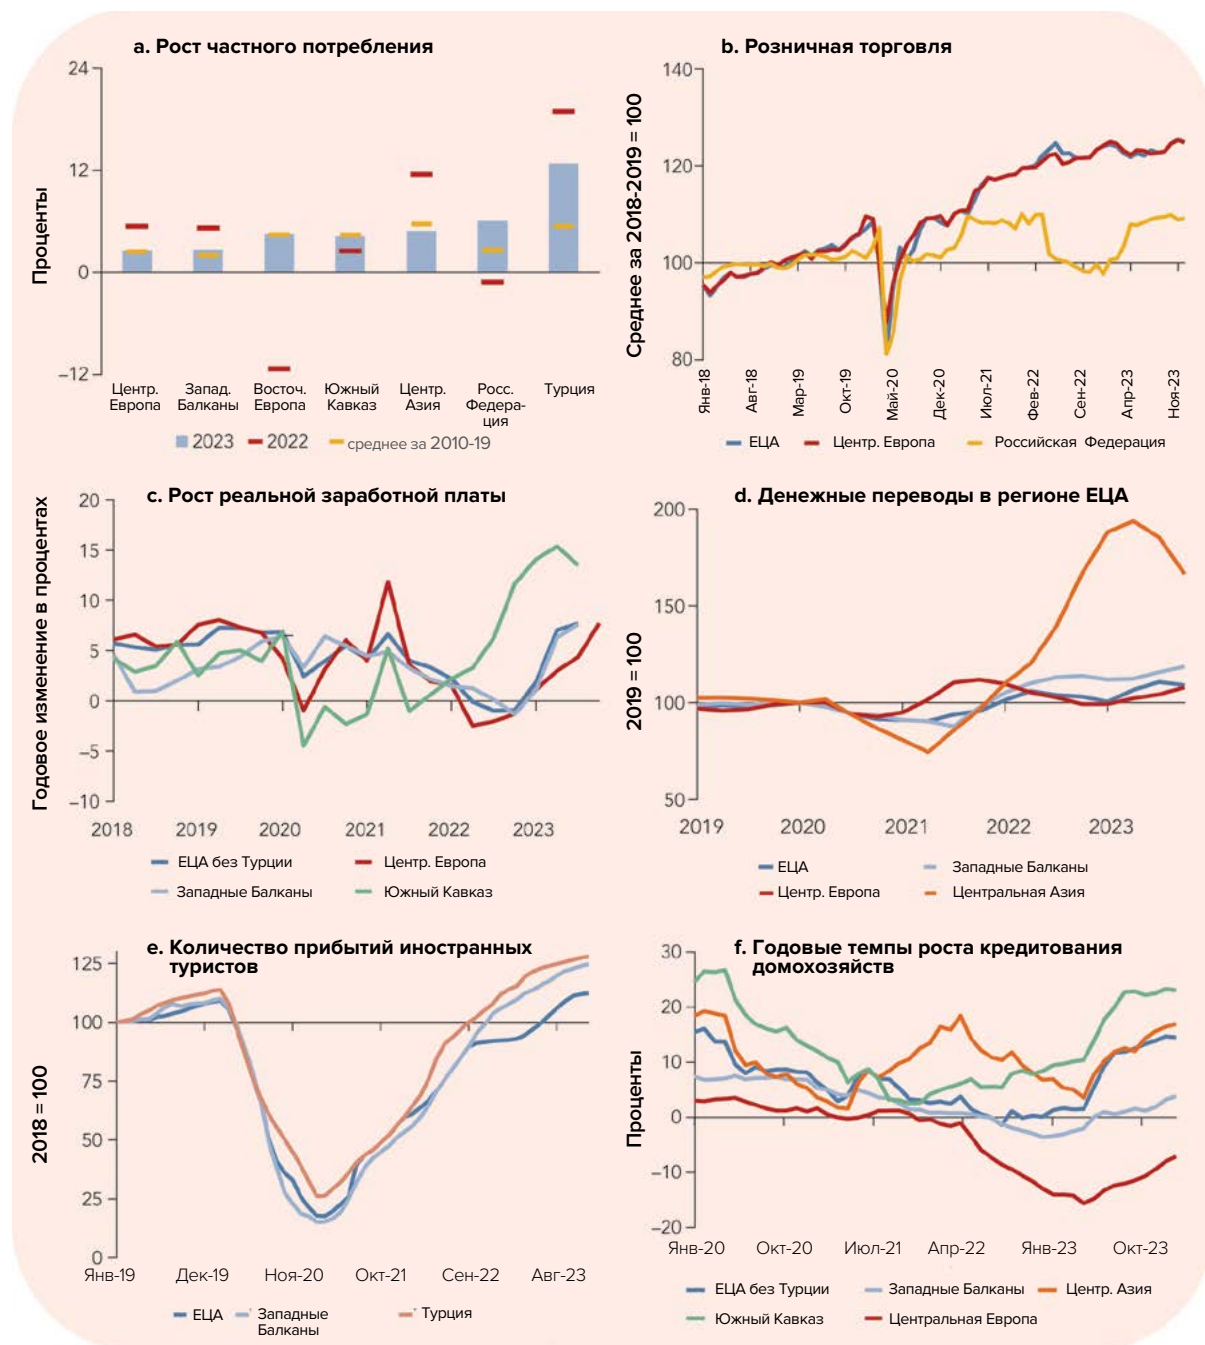 a. Рост частного потребления
Проценты
24
12
0
–12
Центр.
Европа
Запад.
Балканы
Восточ.
Европа
Южный
Кавказ
Центр.
Азия
Росс.
Федера-
ция
Турция
2023
2022
среднее за 2010-19
b. Розничная торговля
Среднее за 2018-2019 = 100
140
120
100
80
Янв-18
Авг-18
Мар-19
Окт-19
Май-20
Дек-20
Июл-21
Фев-22
Сен-22
Апр-23
Ноя-23
ЕЦА
Центр. Европа
Российская Федерация
c. Рост реальной заработной платы
Годовое изменение в процентах
20
15
10
5
0
–5
–10
2018
2019
2020
2021
2022
2023
ЕЦА без Турции
Центр. Европа
Западные Балканы
Южный Кавказ
d. Денежные переводы в регионе ЕЦА
2019 = 100
200
150
100
50
2019
2020
2021
2022
2023
ЕЦА
Западные Балканы
Центр. Европа
Центральная Азия
e. Количество прибытий иностранных
туристов
2018 = 100
125
100
75
50
25
0
Янв-19
Дек-19
Ноя-20
Окт-21
Сен-22
Авг-23
ЕЦА
Западные
Балканы
Турция
f. Годовые темпы роста кредитования
домохозяйств
Проценты
30
20
10
0
–10
–20
Янв-20
Окт-20
Июл-21
Апр-22
Янв-23
Окт-23
ЕЦА без Турции
Западные Балканы
Центр. Азия
Южный Кавказ
Центральная Европа